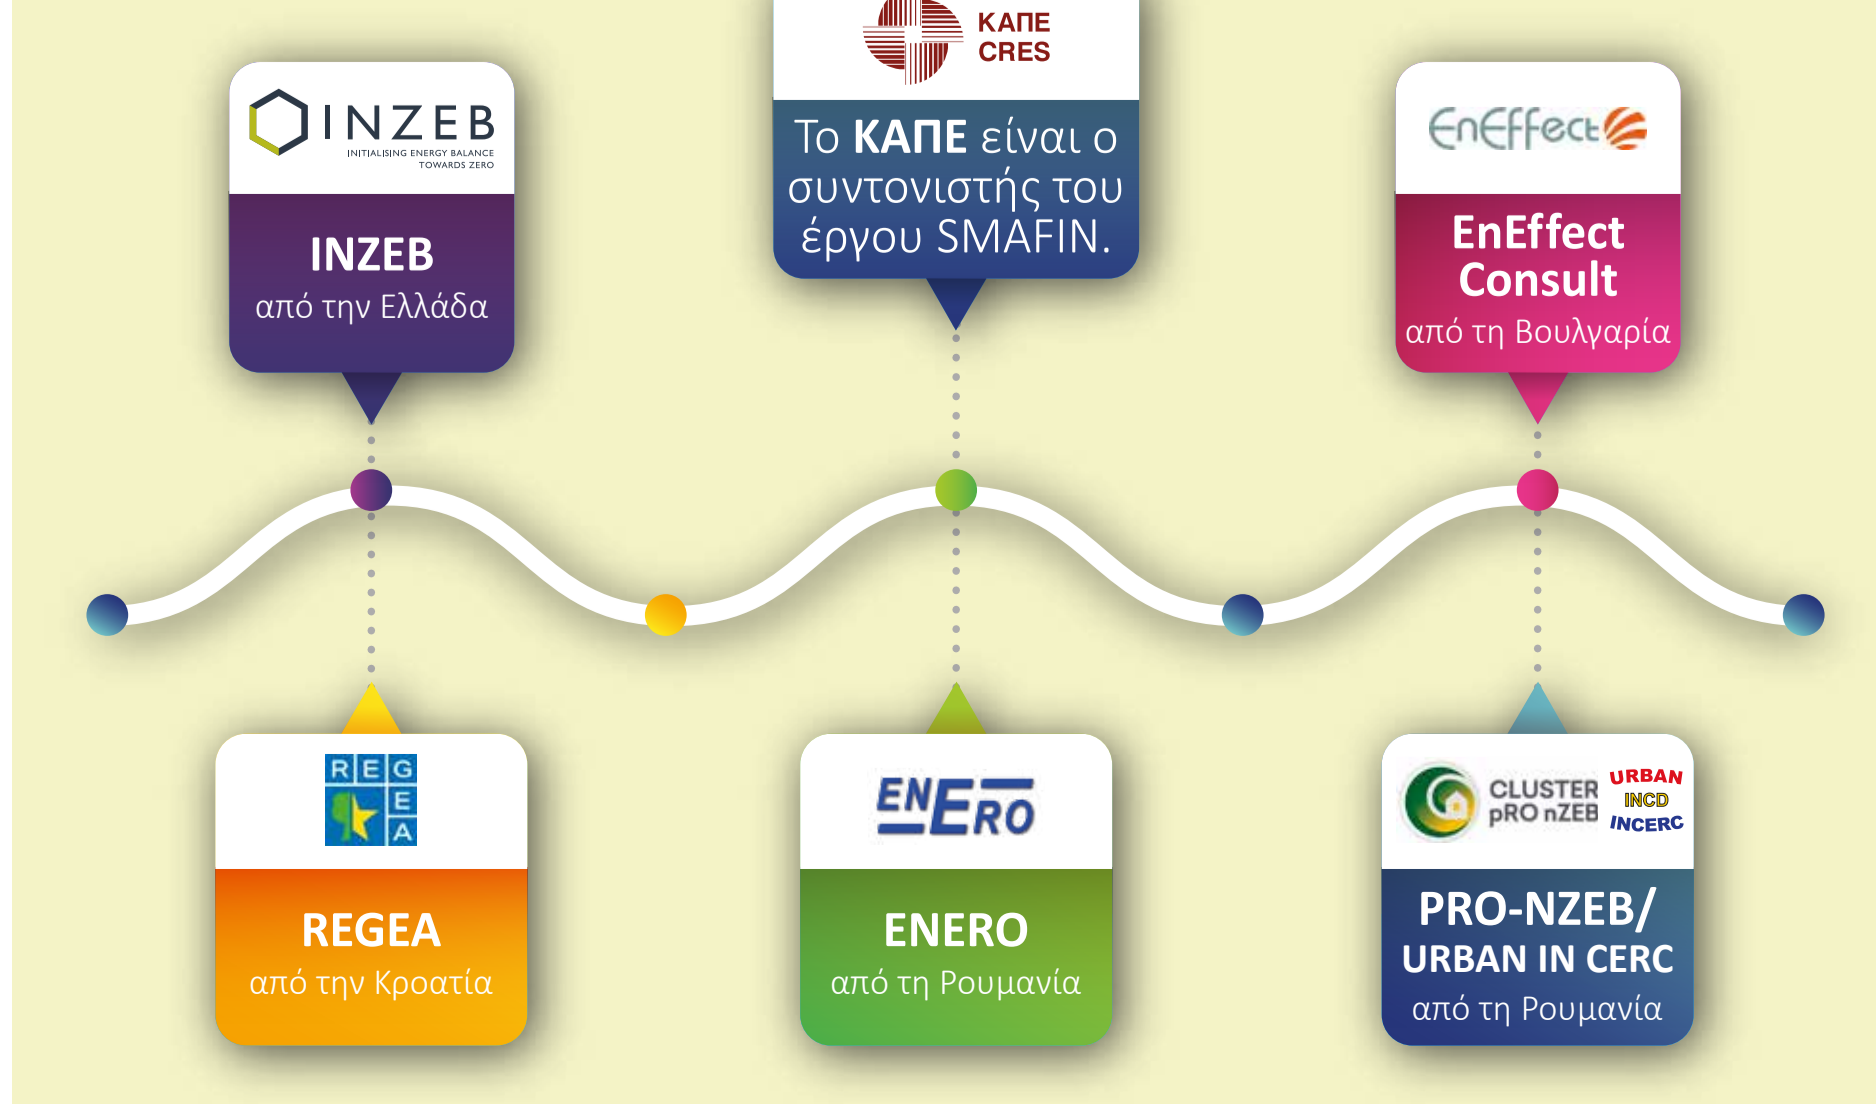 INZEB
INITIALISING ENERGY BALANCE
TOWARDS ZERO
INZEB
από την Ελλάδα
ΚΑΠΕ
CRES
Το ΚΑΠΕ είναι ο
συντονιστής του
έργου SMAFIN.
EnEffect
EnEffect
Consult
από τη Βουλγαρία
REG
E
A
REGEA
από την Κροατία
ENERO
ENERO
από τη Ρουμανία
CLUSTER
pRO nZEB
URBAN
INCD
INCERC
PRO-NZEB/
URBAN IN CERC
από τη Ρουμανία